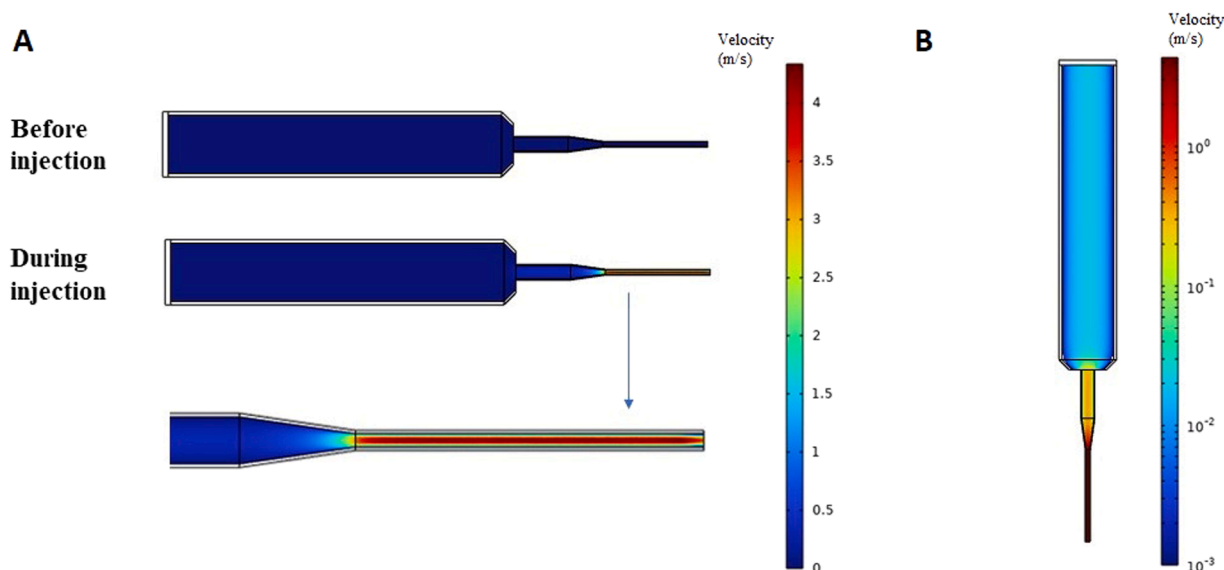 A
Before
injection
During
injection
Velocity
(m/s)
4
3.5
3
2.5
2
1.5
1
0.5
0
B
Velocity
(m/s)
10⁰
10⁻¹
10⁻²
10⁻³